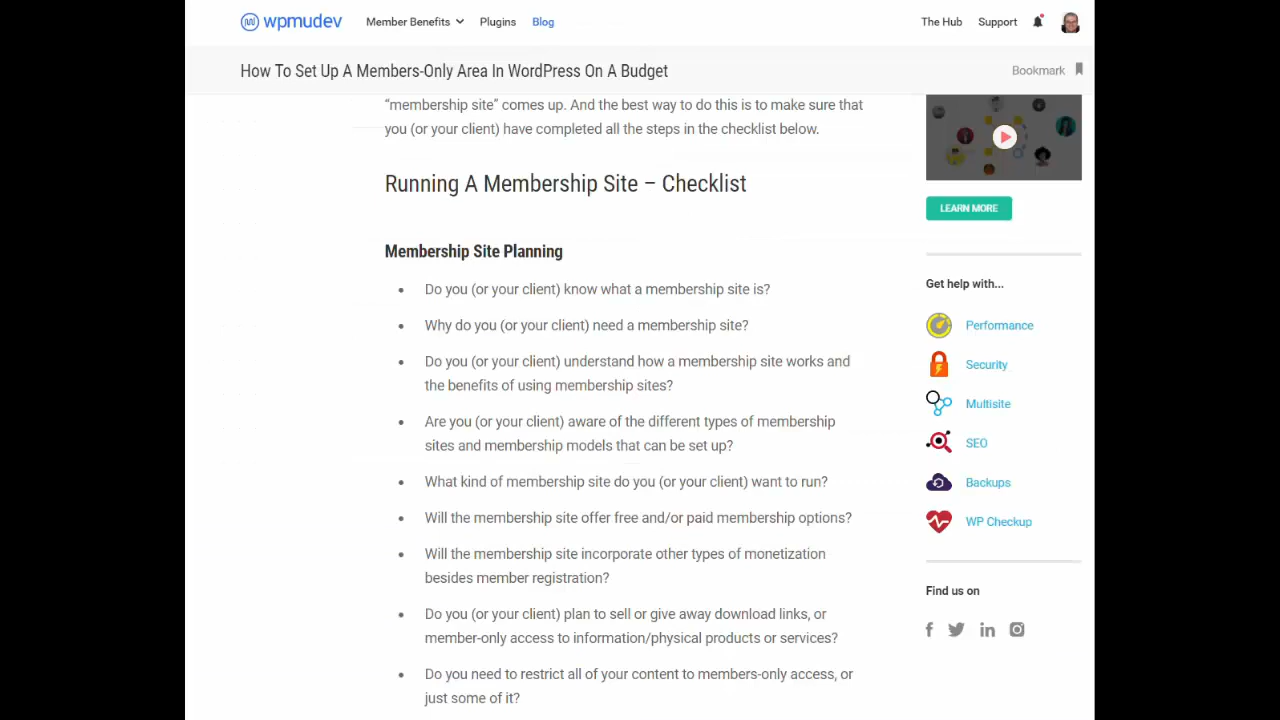 wpmudev
Member Benefits
Plugins
Blog
The Hub
Support
How To Set Up A Members-Only Area In WordPress On A Budget
Bookmark
“membership site” comes up. And the best way to do this is to make sure that
you (or your client) have completed all the steps in the checklist below.
Running A Membership Site – Checklist
Membership Site Planning
• Do you (or your client) know what a membership site is?
• Why do you (or your client) need a membership site?
• Do you (or your client) understand how a membership site works and
the benefits of using membership sites?
• Are you (or your client) aware of the different types of membership
sites and membership models that can be set up?
• What kind of membership site do you (or your client) want to run?
• Will the membership site offer free and/or paid membership options?
• Will the membership site incorporate other types of monetization
besides member registration?
• Do you (or your client) plan to sell or give away download links, or
member-only access to information/physical products or services?
• Do you need to restrict all of your content to members-only access, or
just some of it?
LEARN MORE
Get help with...
Performance
Security
Multisite
SEO
Backups
WP Checkup
Find us on